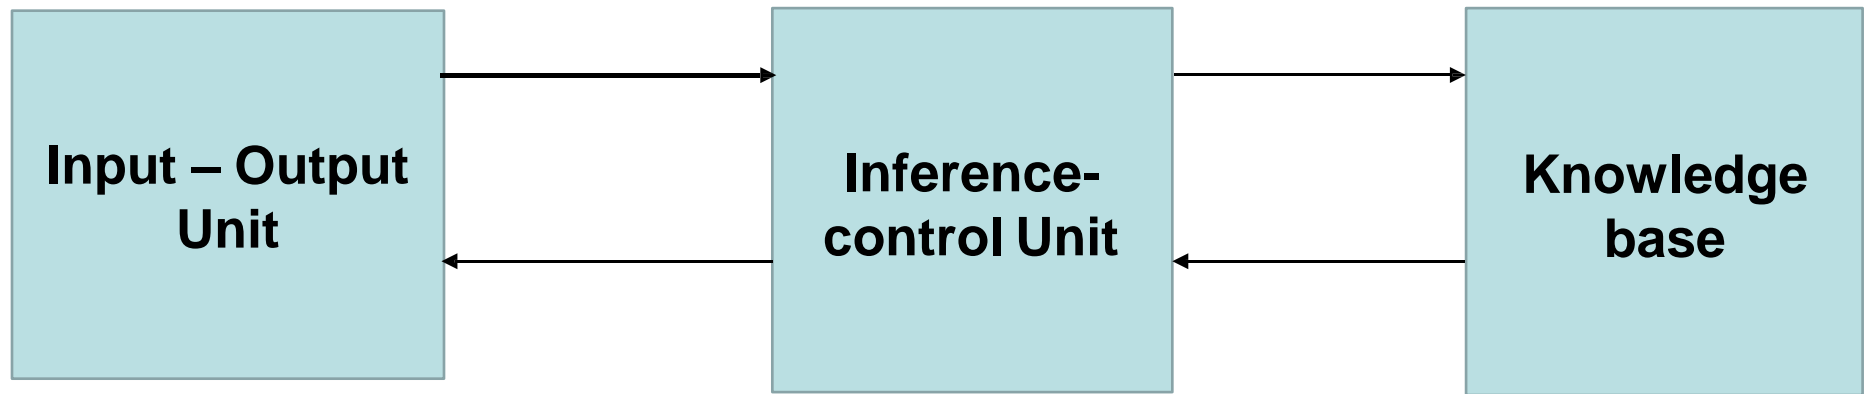 Input – Output
Unit
Inference-
control Unit
Knowledge
base